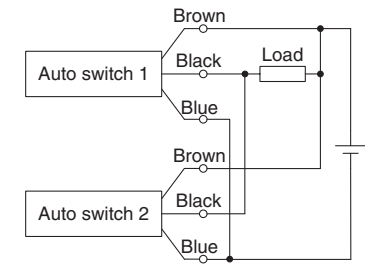 Brown
Auto switch 1
Black
Load
Blue
Brown
Auto switch 2
Black
Blue